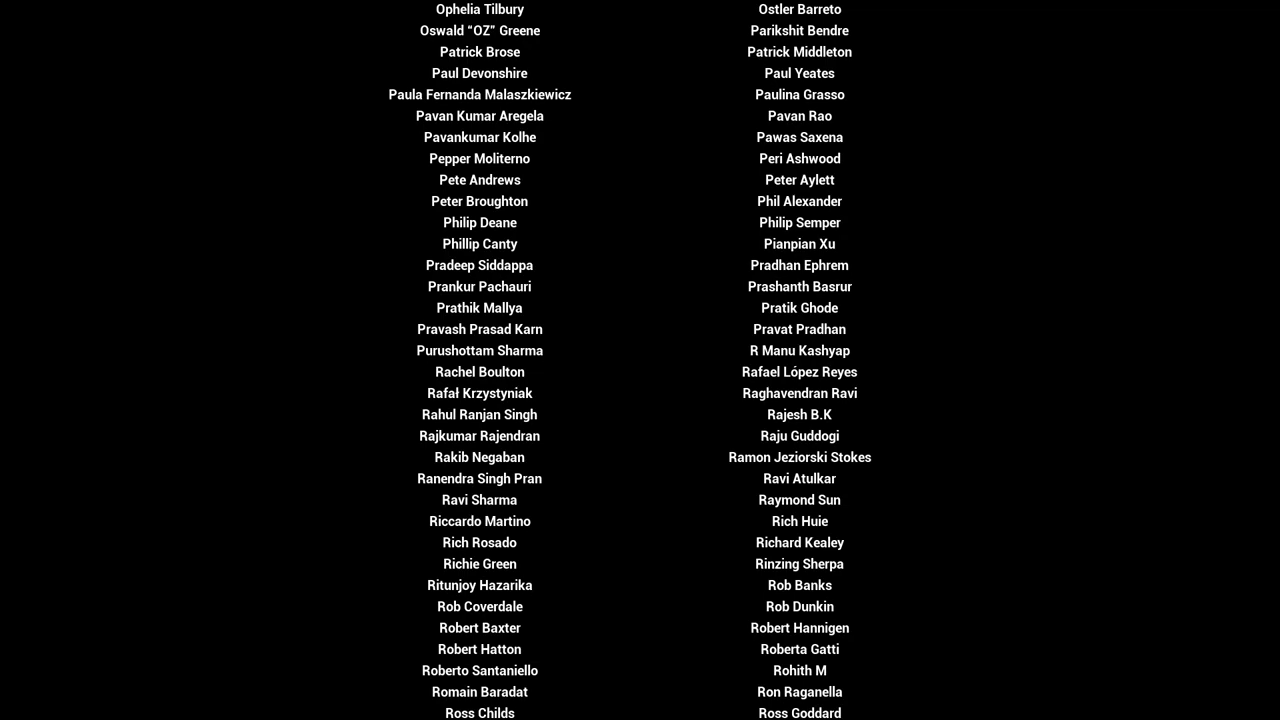 Ophelia Tilbury Ostler Barreto
Oswald “OZ” Greene Parikshit Bendre
Patrick Brose Patrick Middleton
Paul Devonshire Paul Yeates
Paula Fernanda Malaszkiewicz Paulina Grasso
Pavan Kumar Aregela Pavan Rao
Pavankumar Kolhe Pawas Saxena
Pepper Moliterno Peri Ashwood
Pete Andrews Peter Aylett
Peter Broughton Phil Alexander
Philip Deane Philip Semper
Phillip Canty Pianpian Xu
Pradeep Siddappa Pradhan Ephrem
Prankur Pachauri Prashanth Basrur
Prathik Mallya Pratik Ghode
Pravash Prasad Karn Pravat Pradhan
Purushottam Sharma R Manu Kashyap
Rachel Boulton Rafael López Reyes
Rafał Krzystyniak Raghavendran Ravi
Rahul Ranjan Singh Rajesh B.K
Rajkumar Rajendran Raju Guddogi
Rakib Negaban Ramon Jeziorski Stokes
Ranendra Singh Pran Ravi Atulkar
Ravi Sharma Raymond Sun
Riccardo Martino Rich Huie
Rich Rosado Richard Kealey
Richie Green Rinzing Sherpa
Ritunjoy Hazarika Rob Banks
Rob Coverdale Rob Dunkin
Robert Baxter Robert Hannigen
Robert Hatton Roberta Gatti
Roberto Santaniello Rohith M
Romain Baradat Ron Raganella
Ross Childs Ross Goddard